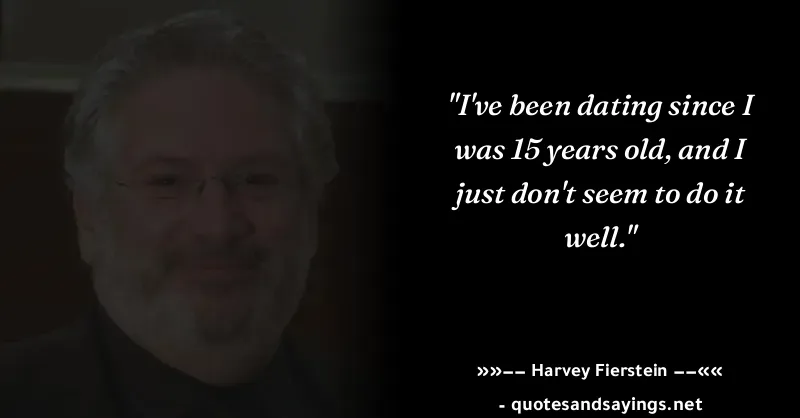 "I've been dating since I
was 15 years old, and I
just don't seem to do it
well."
»»−− Harvey Fierstein −−««
- quotesandsayings.net